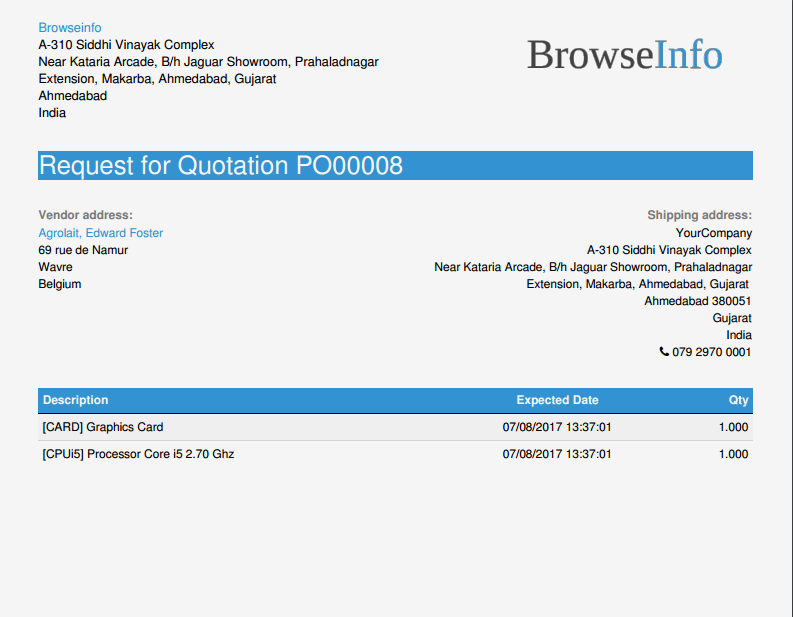 Browseinfo
A-310 Siddhi Vinayak Complex
Near Kataria Arcade, B/h Jaguar Showroom, Prahaladnagar
Extension, Makarba, Ahmedabad, Gujarat
Ahmedabad
India
BrowseInfo
Request for Quotation PO00008
Vendor address:
Agrolait, Edward Foster
69 rue de Namur
Wavre
Belgium
Shipping address:
YourCompany
A-310 Siddhi Vinayak Complex
Near Kataria Arcade, B/h Jaguar Showroom, Prahaladnagar
Extension, Makarba, Ahmedabad, Gujarat
Ahmedabad 380051
Gujarat
India
079 2970 0001
Description Expected Date Qty
[CARD] Graphics Card 07/08/2017 13:37:01 1.000
[CPUi5] Processor Core i5 2.70 Ghz 07/08/2017 13:37:01 1.000